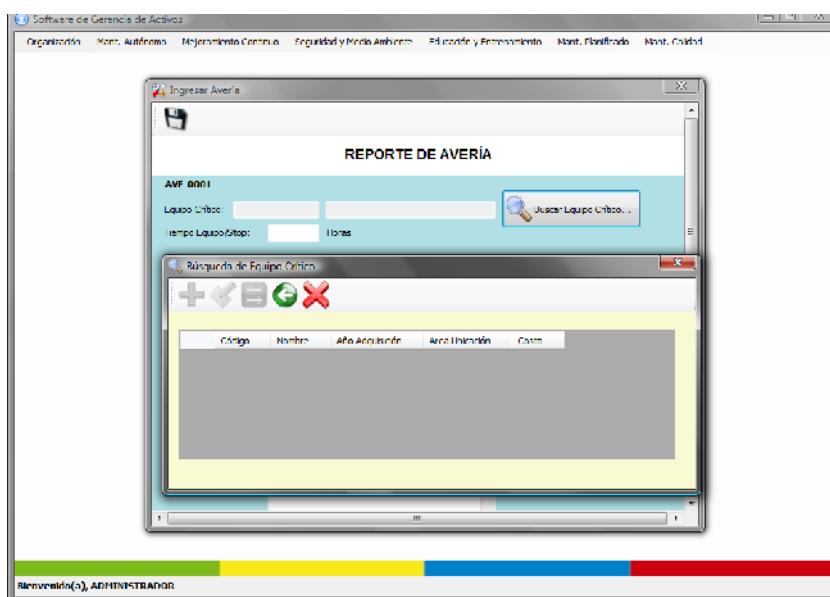 Software de Gerencia de Activos
Organización Mant. Autónomo Mejoramiento Continuo Seguridad y Medio Ambiente Educación y Entrenamiento Mant. Planificado Mant. Calidad
Ingresar Avería
REPORTE DE AVERÍA
AVE 0001
Equipo Crítico:
Buscar Equipo Crítico...
Tiempo Equipo/Stop:
Horas
Búsqueda de Equipo Crítico
Código Nombre Año Adquisición Area Ubicación Costo
Bienvenido(a), ADMINISTRADOR